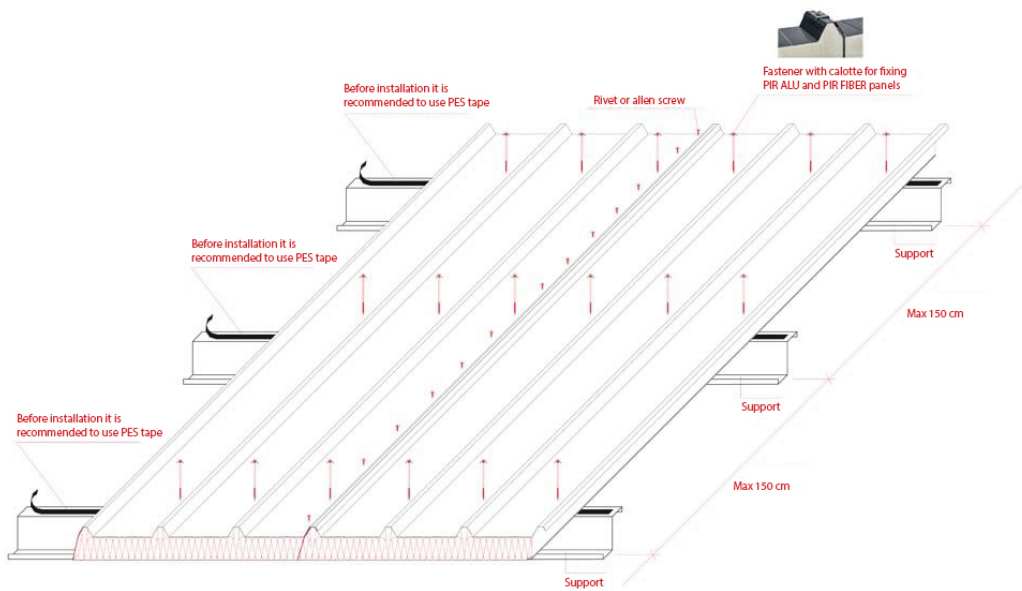 Fastener with calotte for fixing
PIR ALU and PIR FIBER panels
Before installation it is
recommended to use PES tape
Rivet or allen screw
Before installation it is
recommended to use PES tape
Support
Max 150 cm
Support
Before installation it is
recommended to use PES tape
Max 150 cm
Support